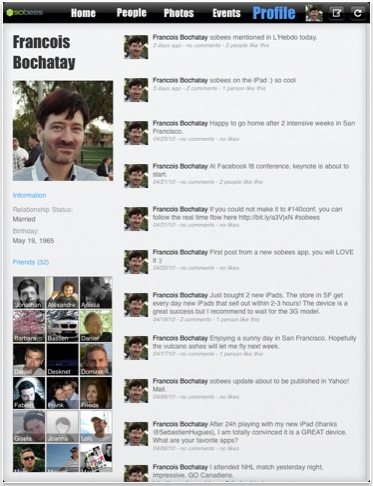 sobees
Home
People
Photos
Events
Profile
Francois
Bochatay
Information
Relationship Status:
Married
Birthday:
May 19, 1965
Friends (32)
Jonathan
Alexandre
Anissa
Barbara
Bastien
Daniel
Daniel
Desknet
Dominik
Fabien
Frank
Frieda
Gisela
Joanna
Loïc
Francois Bochatay sobees mentioned in L'Hebdo today.
2 days ago - no comments - 2 people like this
Francois Bochatay sobees on the iPad :) so cool
3 days ago - 2 comments - 1 person like this
Francois Bochatay Happy to go home after 2 intensive weeks in San
Francisco.
04/23/10 - no comments - no likes
Francois Bochatay At Facebook f8 conference, keynote is about to
start.
04/21/10 - no comments - 2 people like this
Francois Bochatay If you could not make it to #140conf, you can
follow the real time flow here http://bit.ly/a3VjxN #sobees
04/21/10 - no comments - no likes
Francois Bochatay First post from a new sobees app, you will LOVE
it :)
04/20/10 - no comments - no likes
Francois Bochatay Just bought 2 new iPads. The store in SF get
every day new iPads that sell out within 2-3 hours! The device is a
great success but I recommend to wait for the 3G model.
04/18/10 - 2 comments - 1 person like this
Francois Bochatay Enjoying a sunny day in San Francisco. Hopefully
the vulcano ashes will let me fly next week.
04/17/10 - no comments - 1 person like this
Francois Bochatay sobees update about to be published in Yahoo!
Mail.
04/08/10 - no comments - no likes
Francois Bochatay After 24h playing with my new iPad (thanks
@SebastienHugues), I am totally convinced it is a GREAT device.
What are your favorite apps?
04/06/10 - no comments - no likes
Francois Bochatay I attended NHL match yesterday night,
impressive. GO Canadiens.